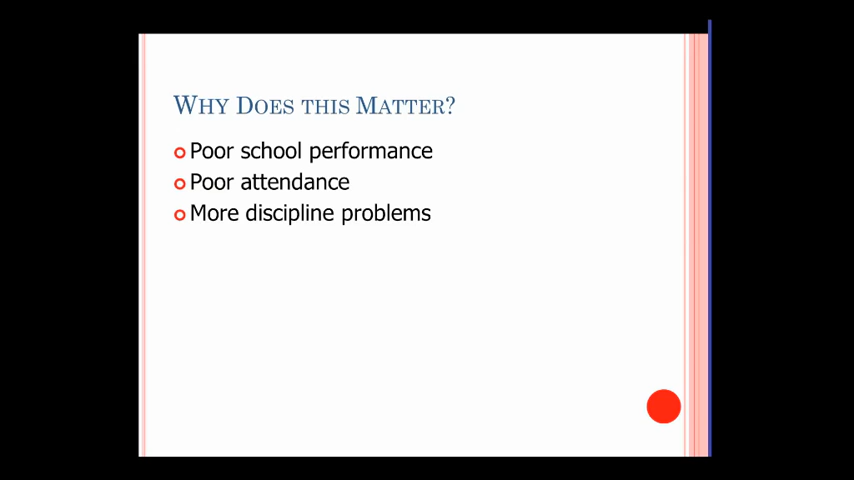 Why Does this Matter?
Poor school performance
Poor attendance
More discipline problems